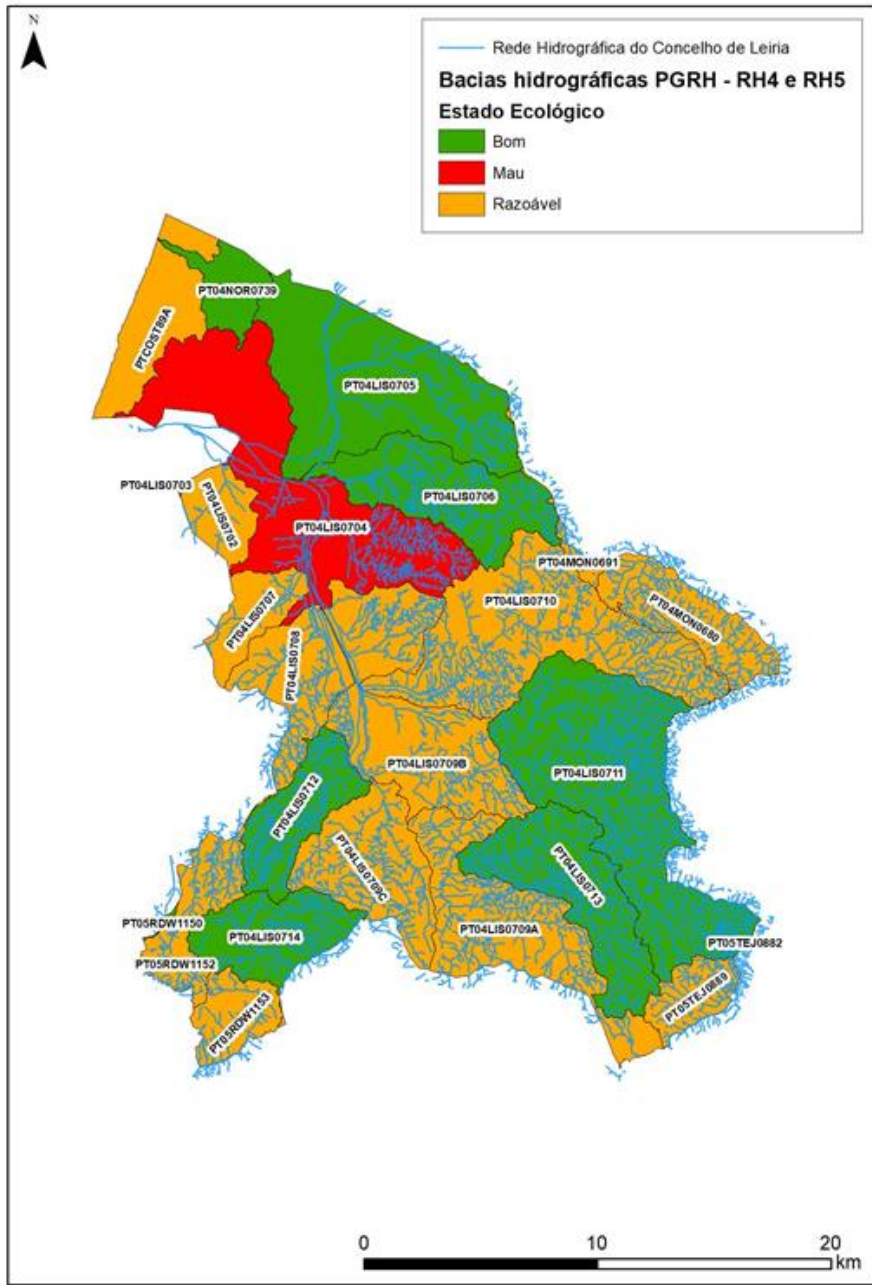 N
Rede Hidrográfica do Concelho de Leiria
Bacias hidrográficas PGRH - RH4 e RH5
Estado Ecológico
Bom
Mau
Razoável
PT04NOR0739
PTCOST89A
PT04LIS0705
PT04LIS0703
PT04LIS0702
PT04LIS0706
PT04LIS0704
PT04MON0691
PT04LIS0710
PT04MON0680
PT04LIS0707
PT04LIS0708
PT04LIS0709B
PT04LIS0711
PT04LIS0712
PT04LIS0709C
PT04LIS0713
PT05RDW1150
PT04LIS0714
PT04LIS0709A
PT05TEJ0882
PT05RDW1152
PT05TEJ0889
PT05RDW1153
0 10 20
km